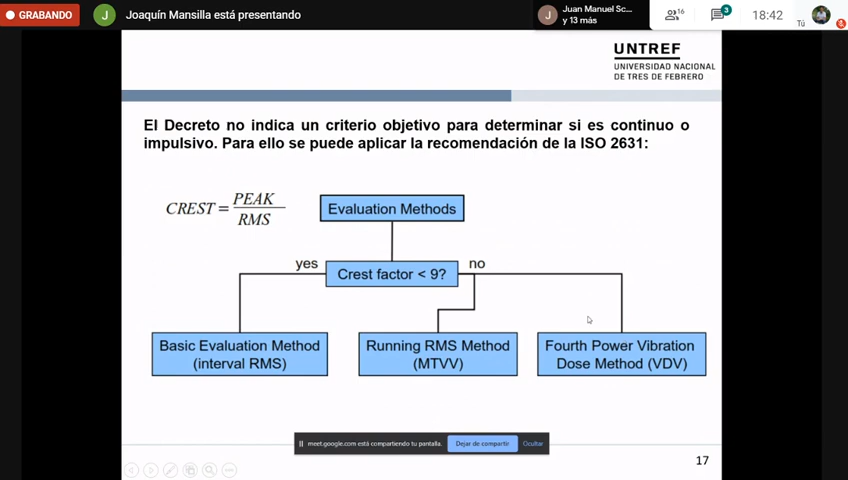 GRABANDO
J
Joaquín Mansilla está presentando
J
Juan Manuel Sc...
y 13 más
16
3
18:42
Tú
UNTREF
UNIVERSIDAD NACIONAL
DE TRES DE FEBRERO
El Decreto no indica un criterio objetivo para determinar si es continuo o
impulsivo. Para ello se puede aplicar la recomendación de la ISO 2631:
CREST = PEAK / RMS
Evaluation Methods
yes
Crest factor < 9?
no
Basic Evaluation Method
(interval RMS)
Running RMS Method
(MTVV)
Fourth Power Vibration
Dose Method (VDV)
meet.google.com está compartiendo tu pantalla.
Dejar de compartir
Ocultar
17